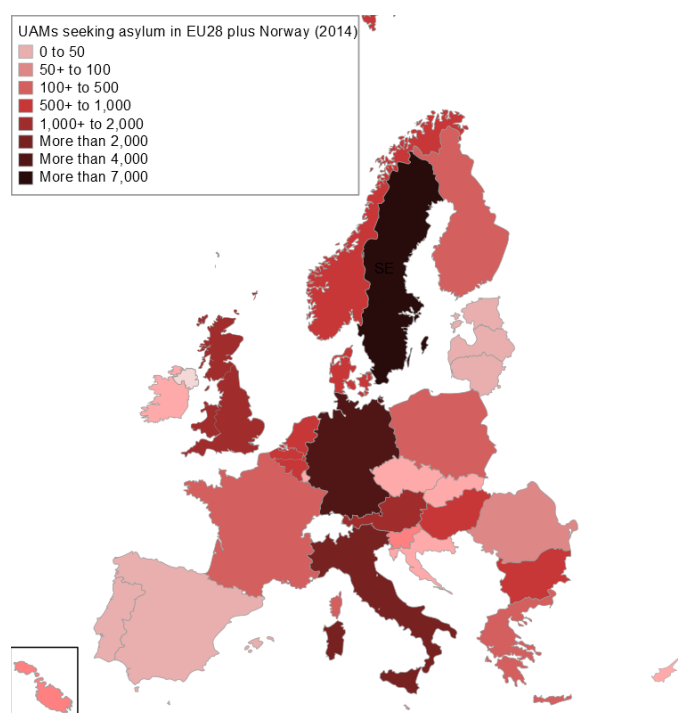 UAMs seeking asylum in EU28 plus Norway (2014)
0 to 50
50+ to 100
100+ to 500
500+ to 1,000
1,000+ to 2,000
More than 2,000
More than 4,000
More than 7,000
SE